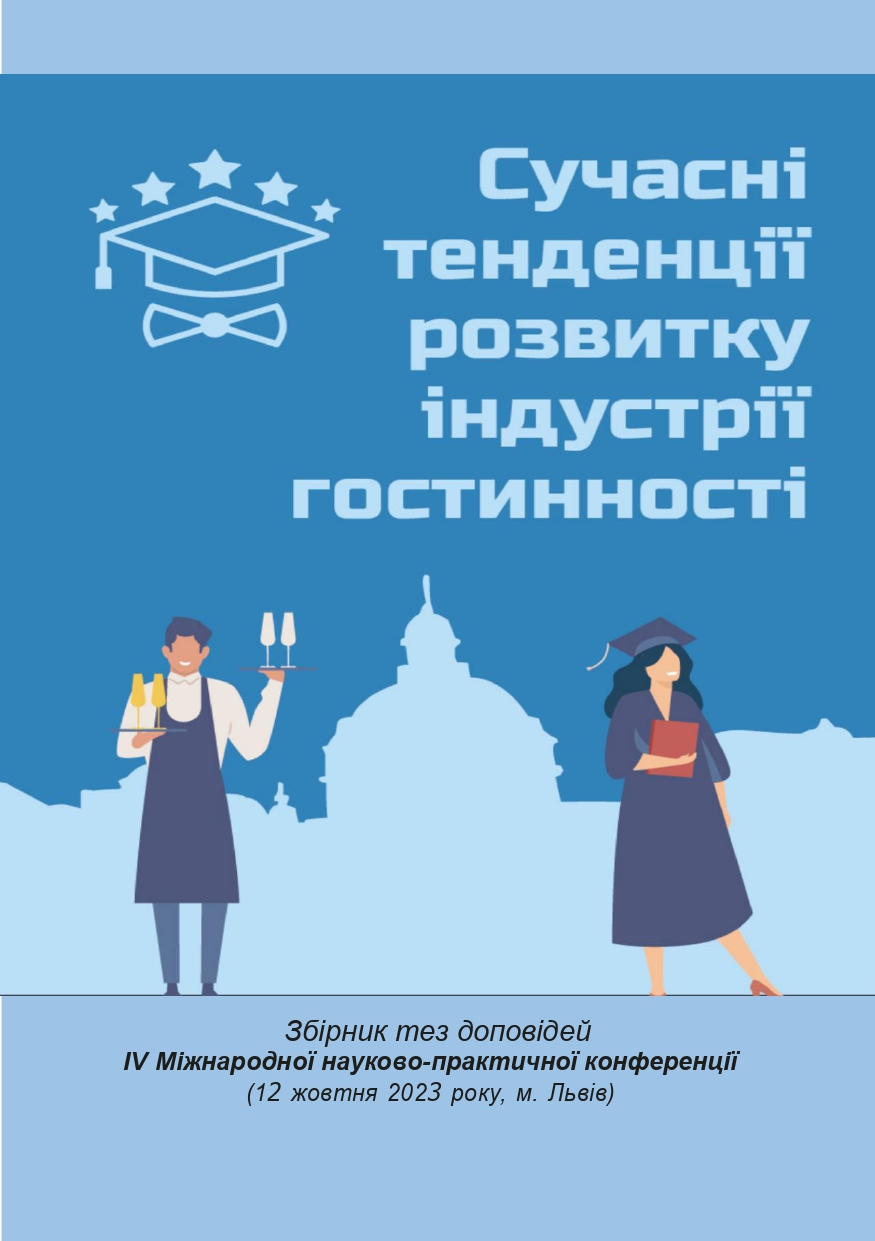 Сучасні
тенденції
розвитку
індустрії
гостинності
Збірник тез доповідей
IV Міжнародної науково-практичної конференції
(12 жовтня 2023 року, м. Львів)